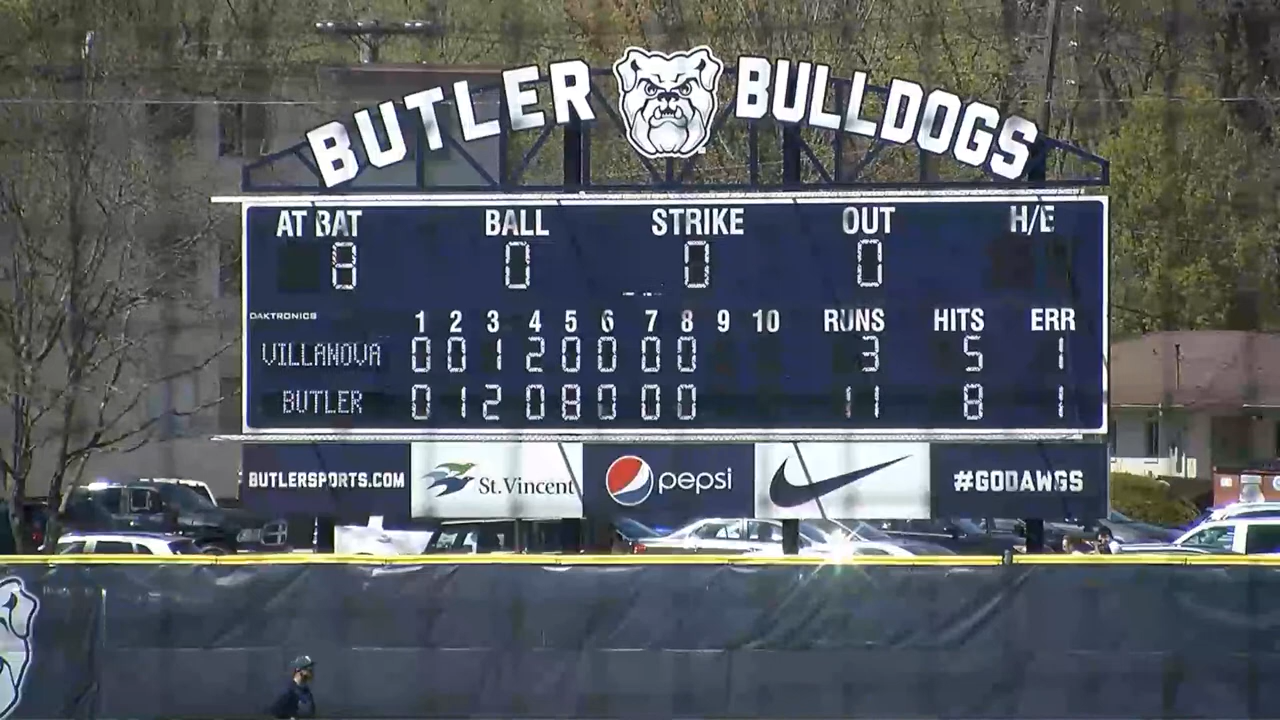 BUTLER BULLDOGS
AT BAT BALL STRIKE OUT H/E
8 0 0 0
DAKTRONICS 1 2 3 4 5 6 7 8 9 10 RUNS HITS ERR
VILLANOVA 0 0 1 2 0 0 0 0 3 5 1
BUTLER 0 1 2 0 8 0 0 0 11 8 1
BUTLERSPORTS.COM St.Vincent pepsi #GODAWGS